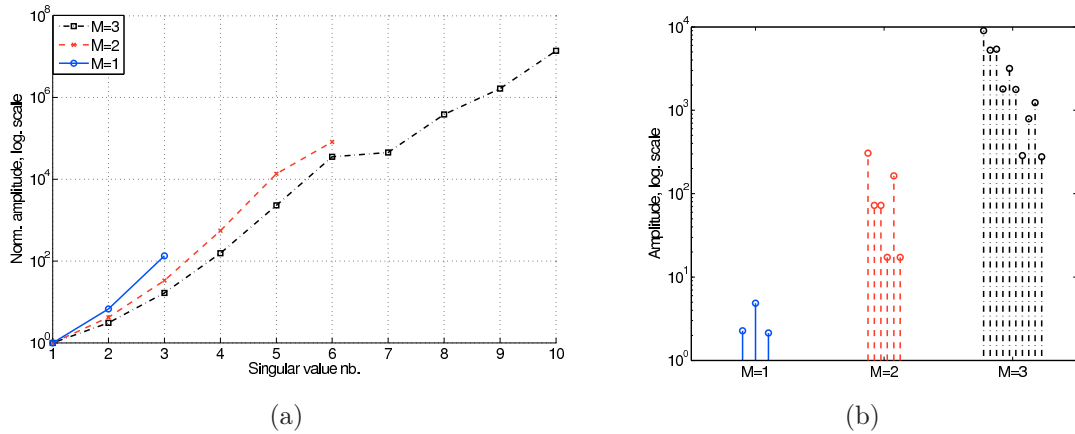 10^8
10^6
10^4
10^2
10^0
Norm. amplitude, log. scale
M=3
M=2
M=1
1 2 3 4 5 6 7 8 9 10
Singular value nb.
(a)
10^4
10^3
10^2
10^1
10^0
Amplitude, log. scale
M=1 M=2 M=3
(b)